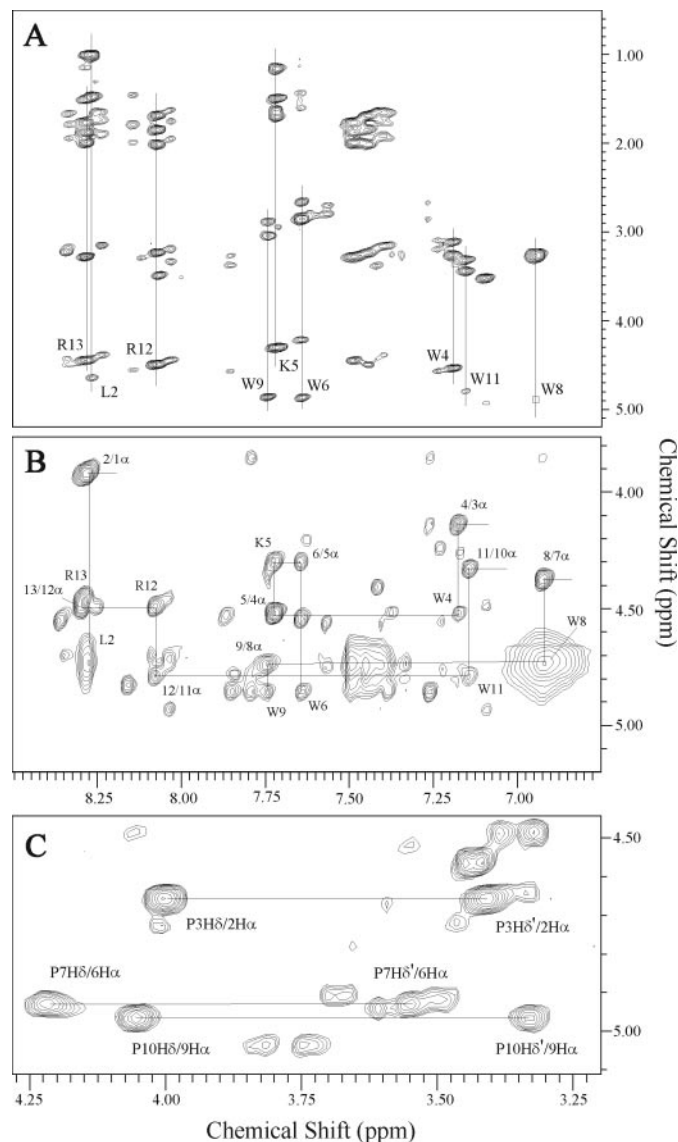 A
1.00
2.00
3.00
4.00
5.00
R13
L2
R12
W9
K5
W6
W4
W11
W8
B
2/1α
4/3α
K5
6/5α
11/10α
8/7α
R13
R12
13/12α
5/4α
W4
L2
9/8α
W8
12/11α
W9
W6
W11
4.00
4.50
5.00
8.25
8.00
7.75
7.50
7.25
7.00
Chemical Shift (ppm)
C
4.50
P3Hδ/2Hα
P3Hδ'/2Hα
P7Hδ/6Hα
P7Hδ'/6Hα
5.00
P10Hδ/9Hα
P10Hδ'/9Hα
4.25
4.00
3.75
3.50
3.25
Chemical Shift (ppm)